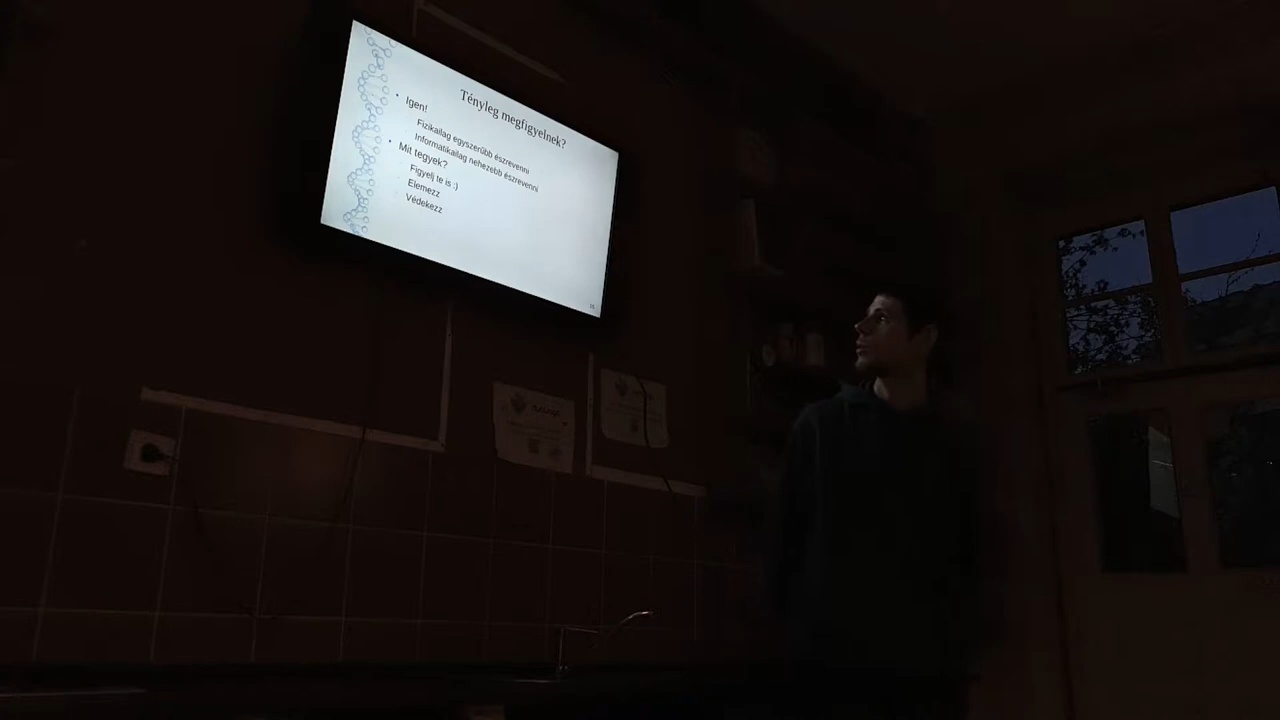 Tényleg megfigyelnek?
Igen!
Fizikailag egyszerűbb észrevenni
Informatikailag nehezebb észrevenni
Mit tegyek?
Figyelj te is :)
Elemezz
Védekezz